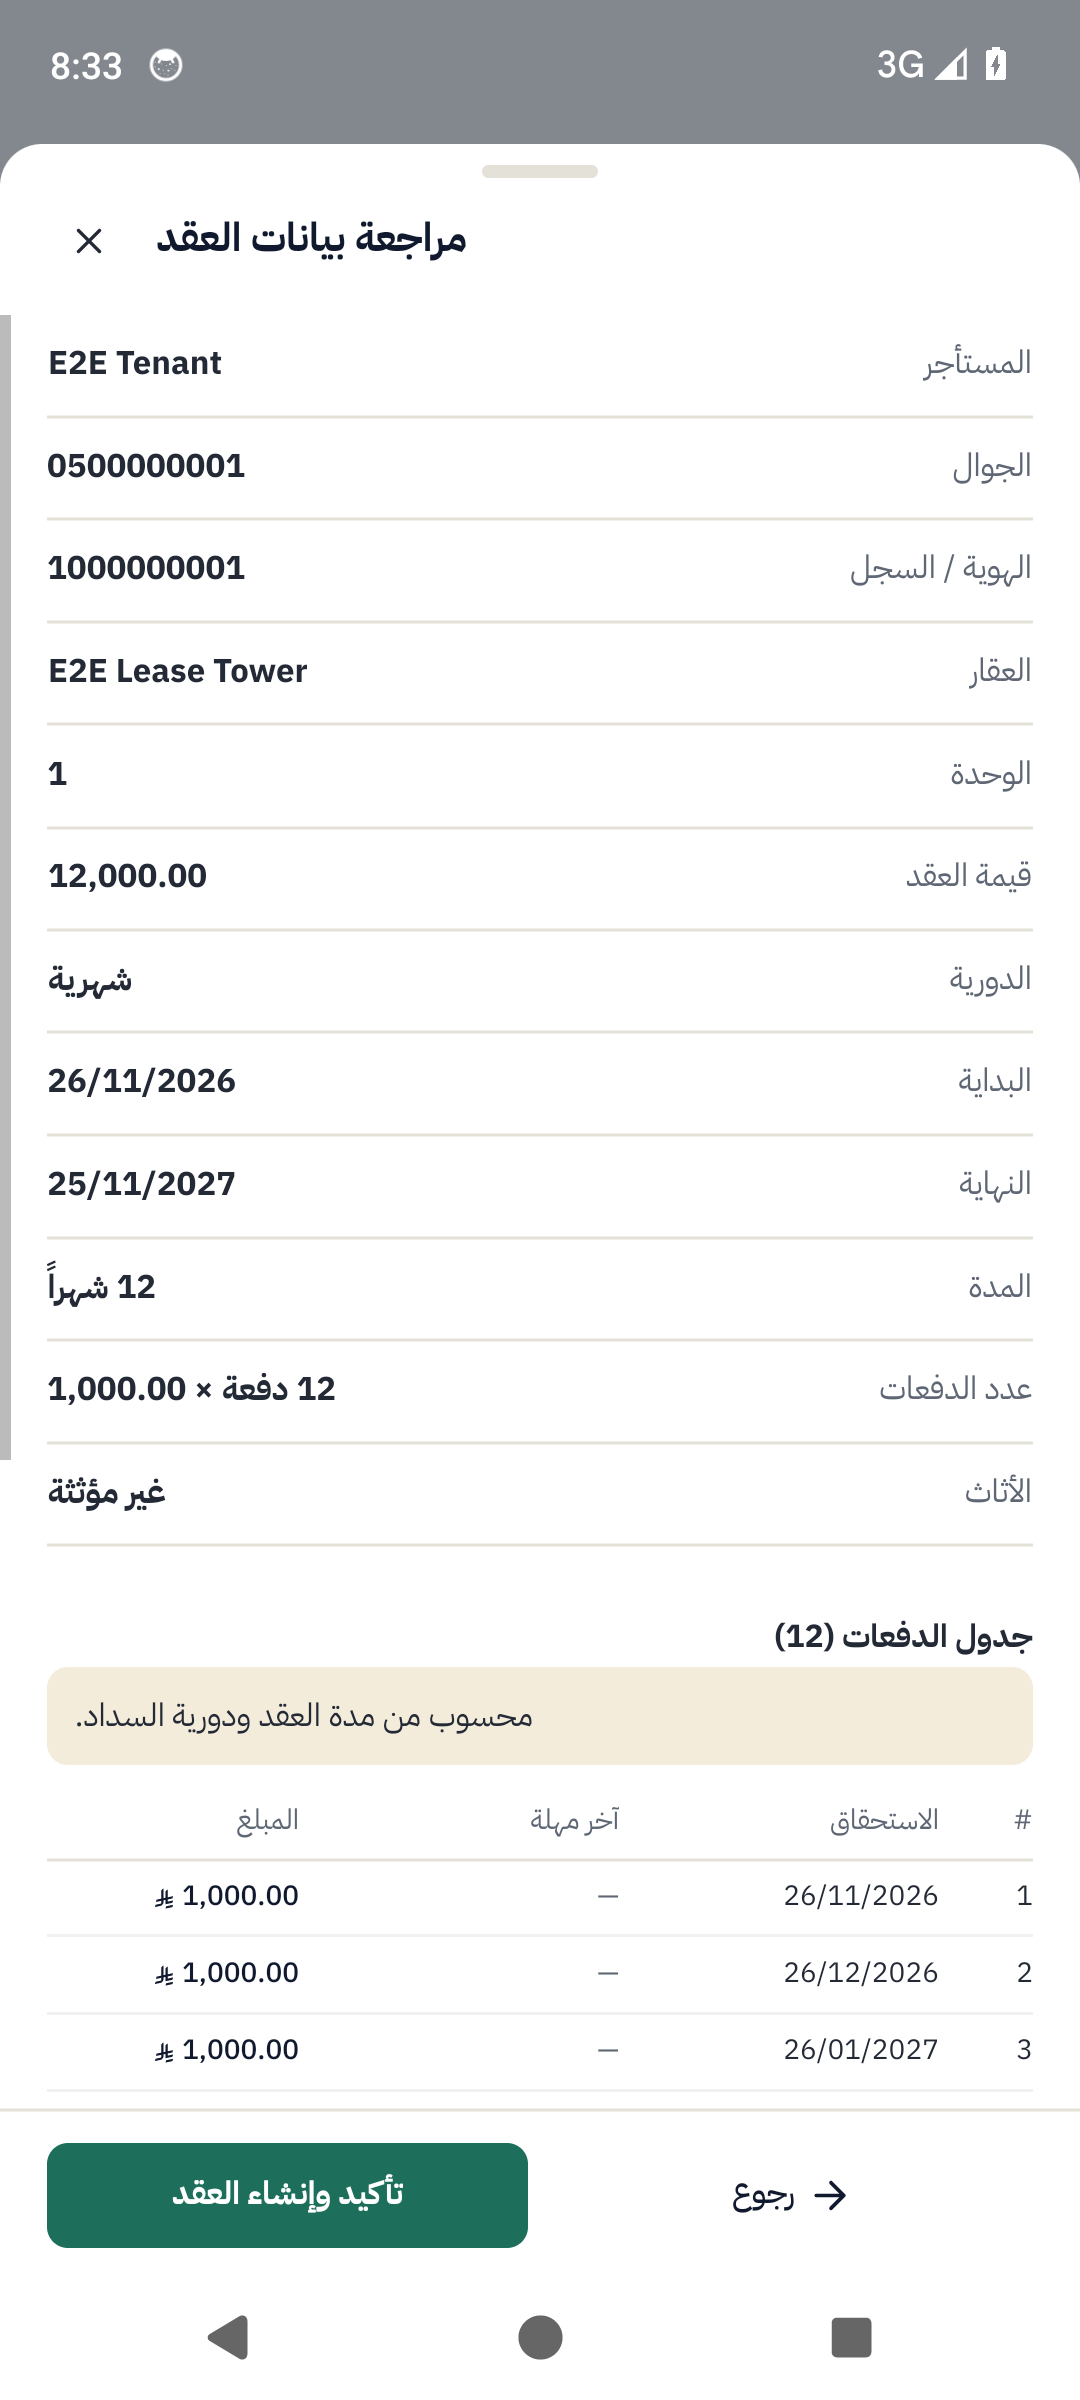 8:33
3G
مراجعة بيانات العقد
المستأجر E2E Tenant
الجوال 0500000001
الهوية / السجل 1000000001
العقار E2E Lease Tower
الوحدة 1
قيمة العقد 12,000.00
الدورية شهرية
البداية 26/11/2026
النهاية 25/11/2027
المدة 12 شهراً
عدد الدفعات 12 دفعة × 1,000.00
الأثاث غير مؤثثة
جدول الدفعات (12)
محسوب من مدة العقد ودورية السداد.
# الاستحقاق آخر مهلة المبلغ
1 26/11/2026 — 1,000.00 ⃁
2 26/12/2026 — 1,000.00 ⃁
3 26/01/2027 — 1,000.00 ⃁
رجوع
تأكيد وإنشاء العقد